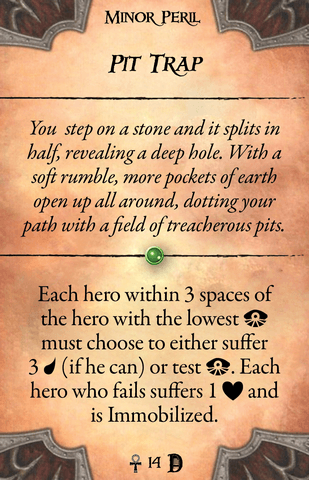 Minor Peril
Pit Trap
You step on a stone and it splits in
half, revealing a deep hole. With a
soft rumble, more pockets of earth
open up all around, dotting your
path with a field of treacherous pits.
Each hero within 3 spaces of
the hero with the lowest
must choose to either suffer
3 (if he can) or test . Each
hero who fails suffers 1 and
is Immobilized.
14 D